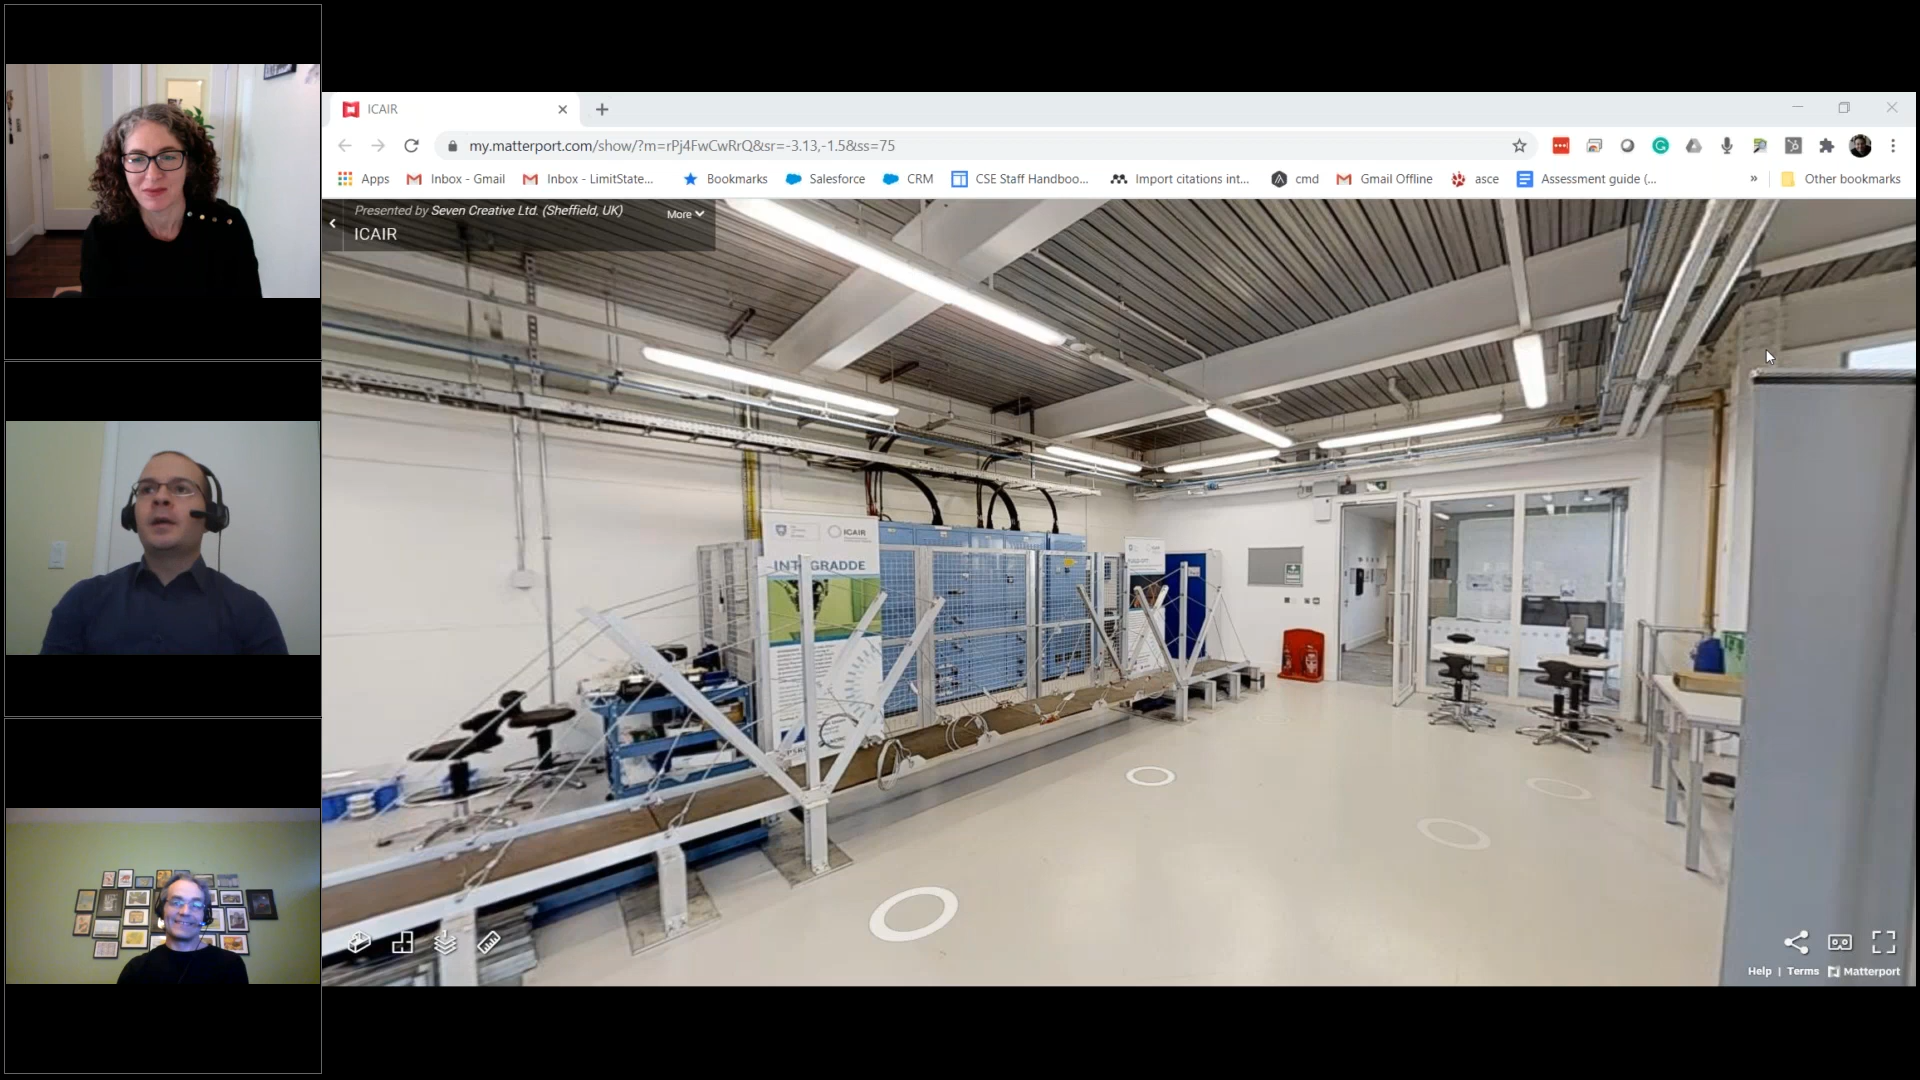 ICAIR
my.matterport.com/show/?m=rPj4FwCwRrQ&sr=-3.13,-1.5&ss=75
Apps Inbox - Gmail Inbox - LimitState... Bookmarks Salesforce CRM CSE Staff Handboo... Import citations int... cmd Gmail Offline asce Assessment guide (... » Other bookmarks
Presented by Seven Creative Ltd. (Sheffield, UK) More
ICAIR
ICAIR
INTEGRADDE
Help | Terms Matterport